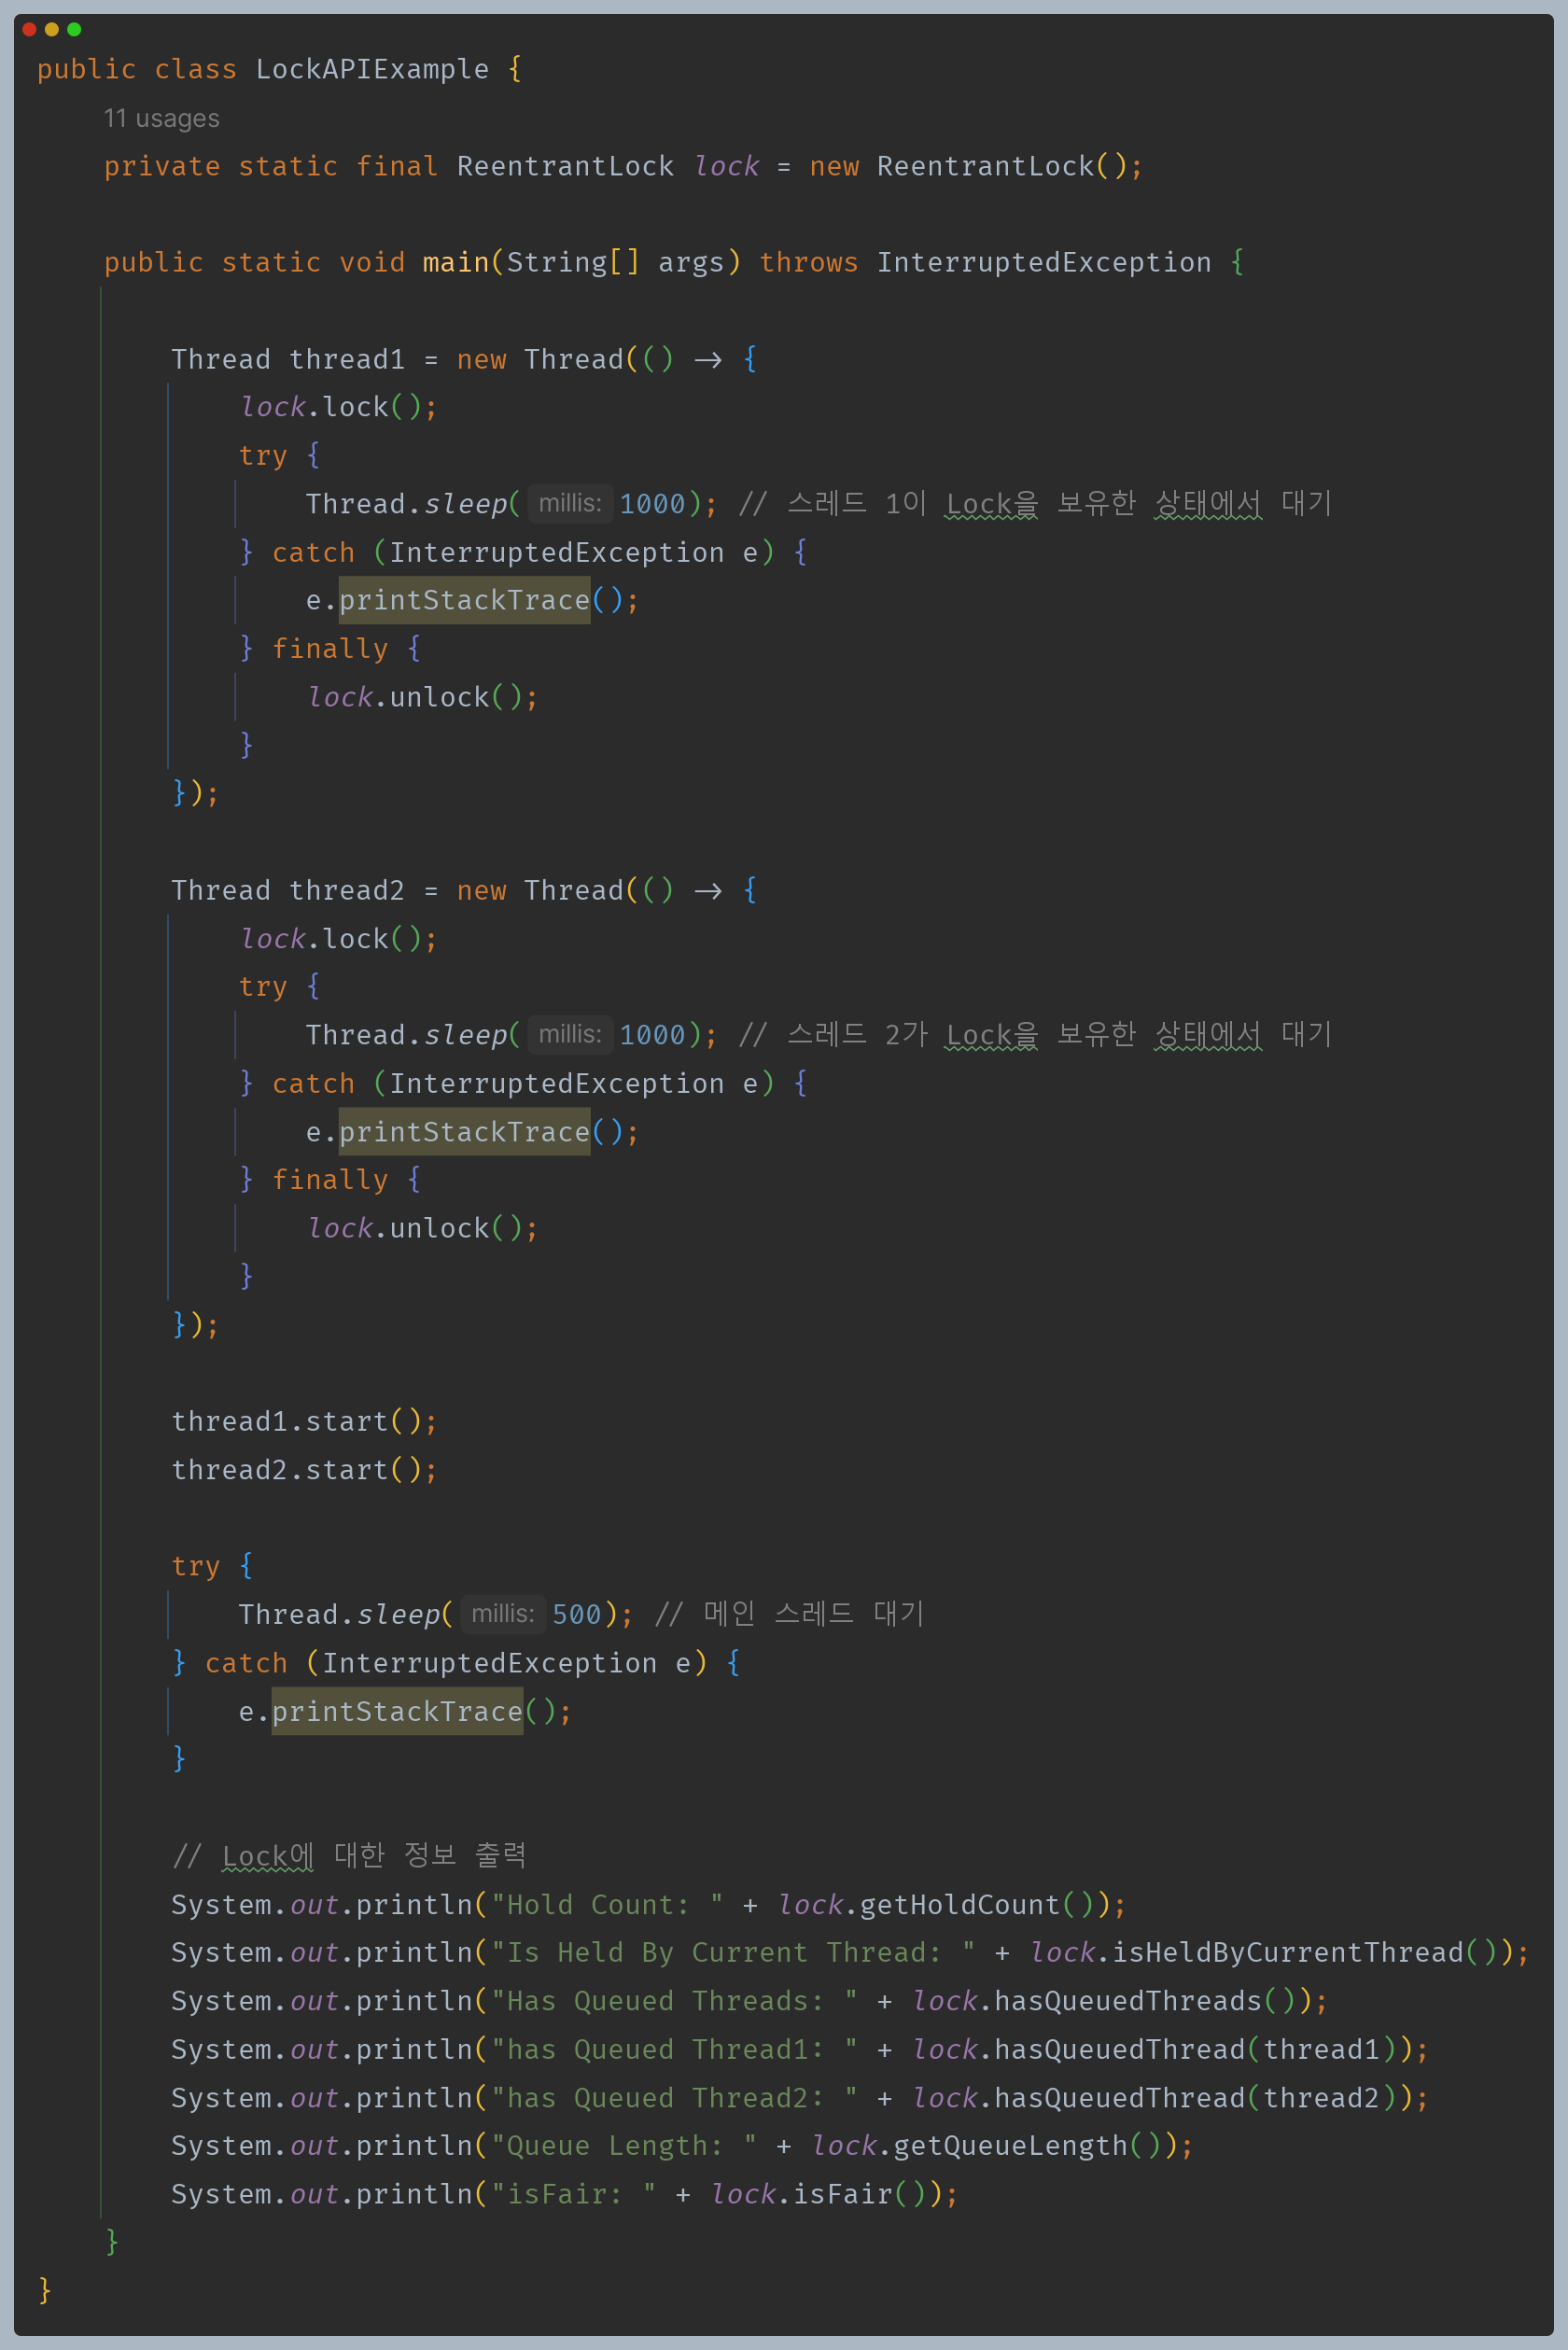 public class LockAPIExample {
11 usages
private static final ReentrantLock lock = new ReentrantLock();
public static void main(String[] args) throws InterruptedException {
Thread thread1 = new Thread(() -> {
lock.lock();
try {
Thread.sleep( millis: 1000); // 스레드 1이 Lock을 보유한 상태에서 대기
} catch (InterruptedException e) {
e.printStackTrace();
} finally {
lock.unlock();
}
});
Thread thread2 = new Thread(() -> {
lock.lock();
try {
Thread.sleep( millis: 1000); // 스레드 2가 Lock을 보유한 상태에서 대기
} catch (InterruptedException e) {
e.printStackTrace();
} finally {
lock.unlock();
}
});
thread1.start();
thread2.start();
try {
Thread.sleep( millis: 500); // 메인 스레드 대기
} catch (InterruptedException e) {
e.printStackTrace();
}
// Lock에 대한 정보 출력
System.out.println("Hold Count: " + lock.getHoldCount());
System.out.println("Is Held By Current Thread: " + lock.isHeldByCurrentThread());
System.out.println("Has Queued Threads: " + lock.hasQueuedThreads());
System.out.println("has Queued Thread1: " + lock.hasQueuedThread(thread1));
System.out.println("has Queued Thread2: " + lock.hasQueuedThread(thread2));
System.out.println("Queue Length: " + lock.getQueueLength());
System.out.println("isFair: " + lock.isFair());
}
}